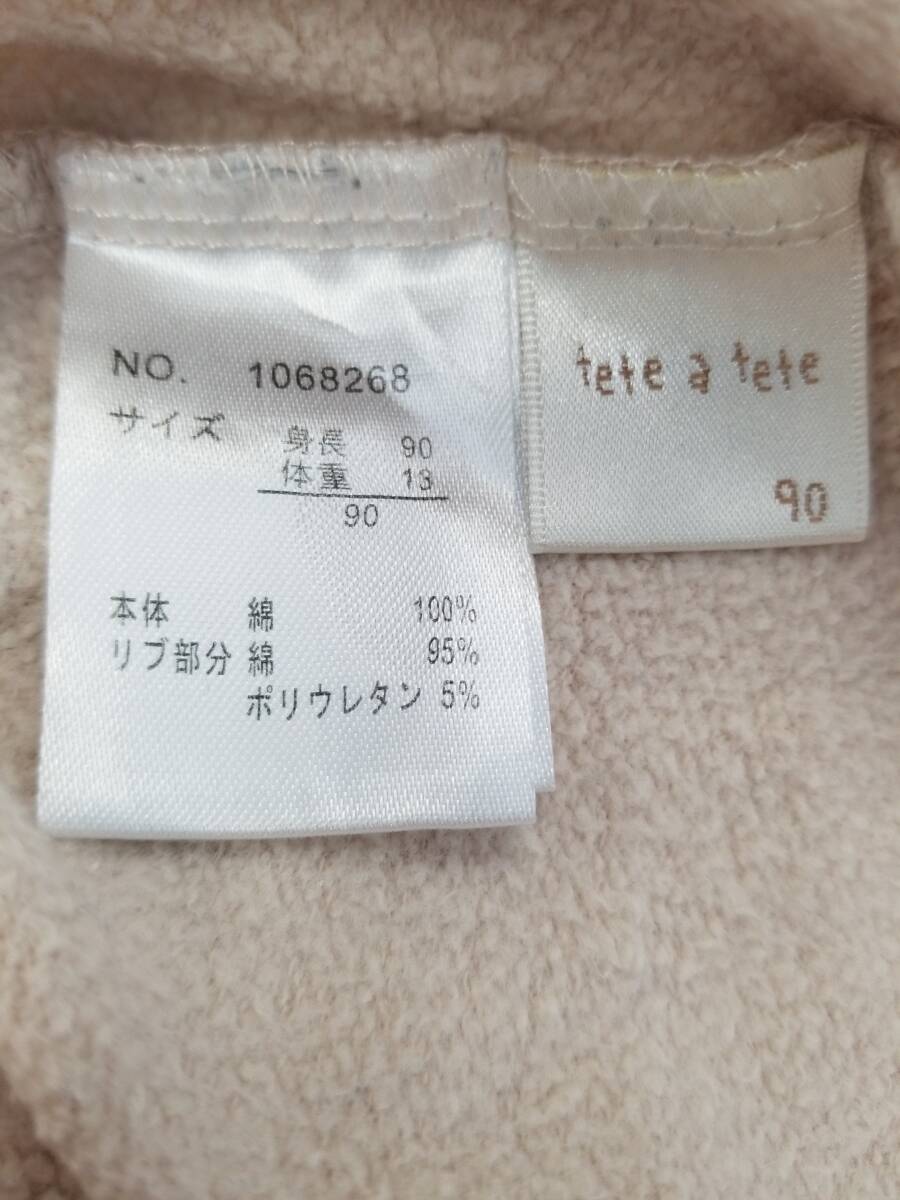 NO. 1068268
サイズ 身長 90
体重 13
90
本体 綿 100%
リブ部分 綿 95%
ポリウレタン 5%
tete à tete
90